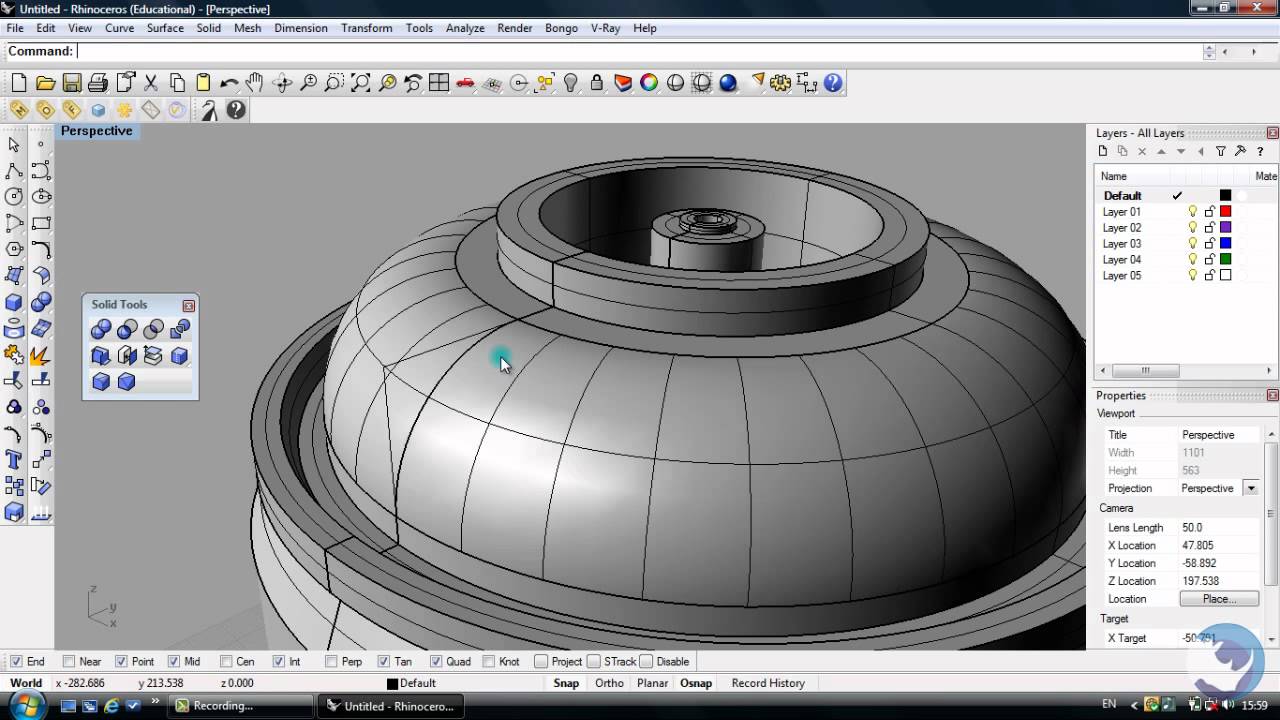 Untitled - Rhinoceros (Educational) - [Perspective]
File Edit View Curve Surface Solid Mesh Dimension Transform Tools Analyze Render Bongo V-Ray Help
Command:
Perspective
Layers - All Layers
Name Mate
Default
Layer 01
Layer 02
Layer 03
Layer 04
Layer 05
Solid Tools
Properties
Viewport
Title Perspective
Width 1101
Height 563
Projection Perspective
Camera
Lens Length 50.0
X Location 47.805
Y Location -58.892
Z Location 197.538
Location Place...
Target
X Target -50.791
z
y
x
End Near Point Mid Cen Int Perp Tan Quad Knot Project STrack Disable
World x -282.686 y 213.538 z 0.000 Default Snap Ortho Planar Osnap Record History
Recording... Untitled - Rhinocero... EN 15:59